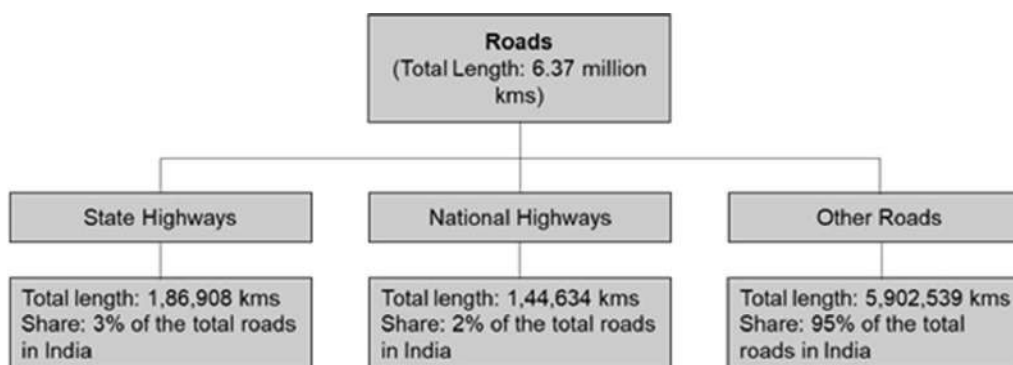 Roads
(Total Length: 6.37 million
kms)
State Highways
National Highways
Other Roads
Total length: 1,86,908 kms
Share: 3% of the total roads
in India
Total length: 1,44,634 kms
Share: 2% of the total roads
in India
Total length: 5,902,539 kms
Share: 95% of the total
roads in India